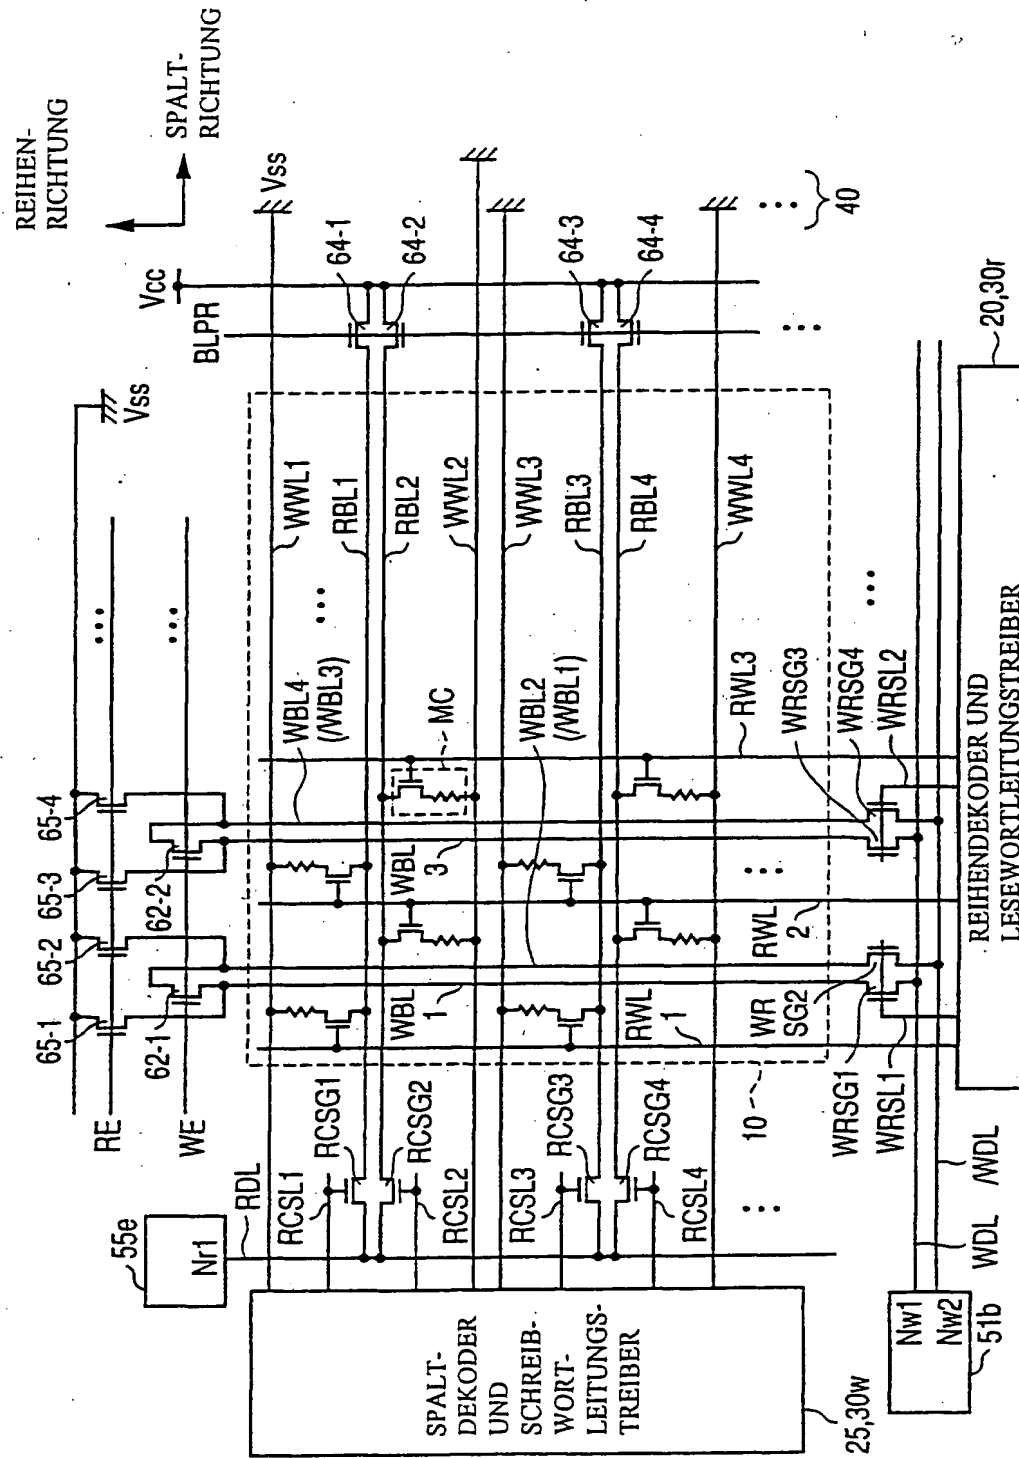 REIHEN-
RICHTUNG
SPALT-
RICHTUNG
Vss
Vcc
BLPR
Vss
64-1
64-2
64-3
64-4
40
20,30r
WWL1
RBL1
RBL2
WWL2
WWL3
RBL3
RBL4
WWL4
WBL4
(/WBL3)
MC
WBL2
(/WBL1)
RWL3
WRSG3
WRSG4
WRSL2
65-4
65-3
65-2
65-1
62-2
62-1
WBL
3
WBL
1
RWL
2
RWL
1
WR
SG2
WRSG1
WRSL1
REIHENDEKODER UND
LESEWORTLEITUNGSTREIBER
RE
WE
RDL
RCSL1
RCSG1
RCSG2
RCSL2
RCSL3
RCSG3
RCSG4
RCSL4
10
55e
Nr1
WDL
/WDL
Nw1
Nw2
51b
SPALT-
DEKODER
UND
SCHREIB-
WORT-
LEITUNGS-
TREIBER
25,30w